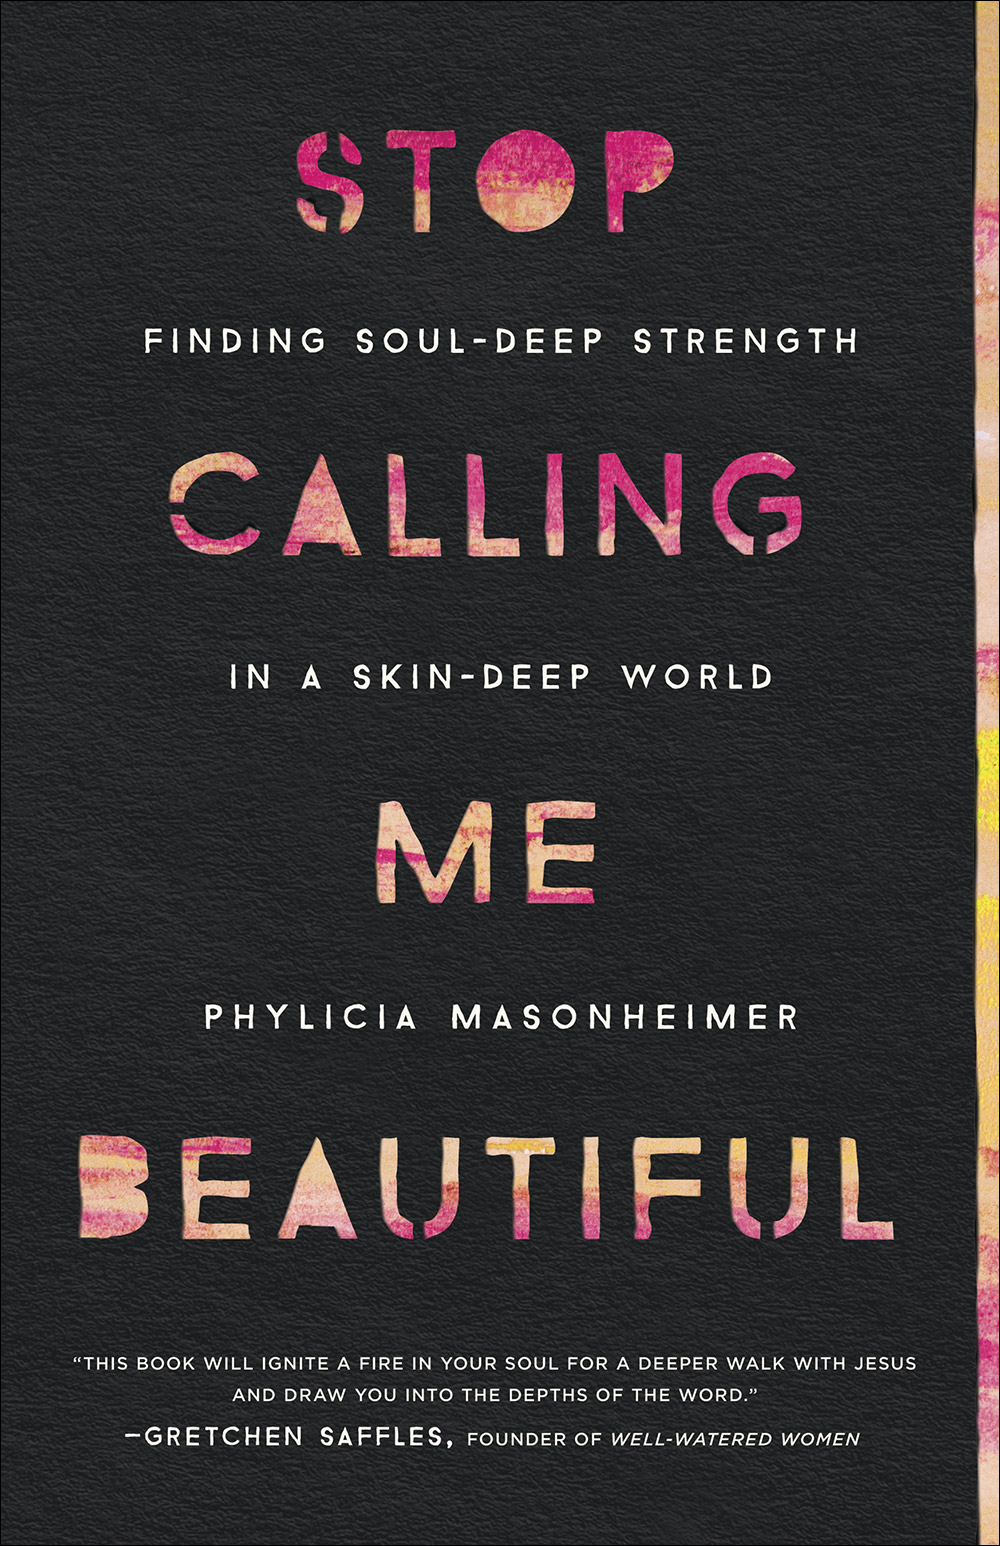 STOP
FINDING SOUL-DEEP STRENGTH
CALLING
IN A SKIN-DEEP WORLD
ME
PHYLICIA MASONHEIMER
BEAUTIFUL
“THIS BOOK WILL IGNITE A FIRE IN YOUR SOUL FOR A DEEPER WALK WITH JESUS
AND DRAW YOU INTO THE DEPTHS OF THE WORD.”
—GRETCHEN SAFFLES, FOUNDER OF WELL-WATERED WOMEN